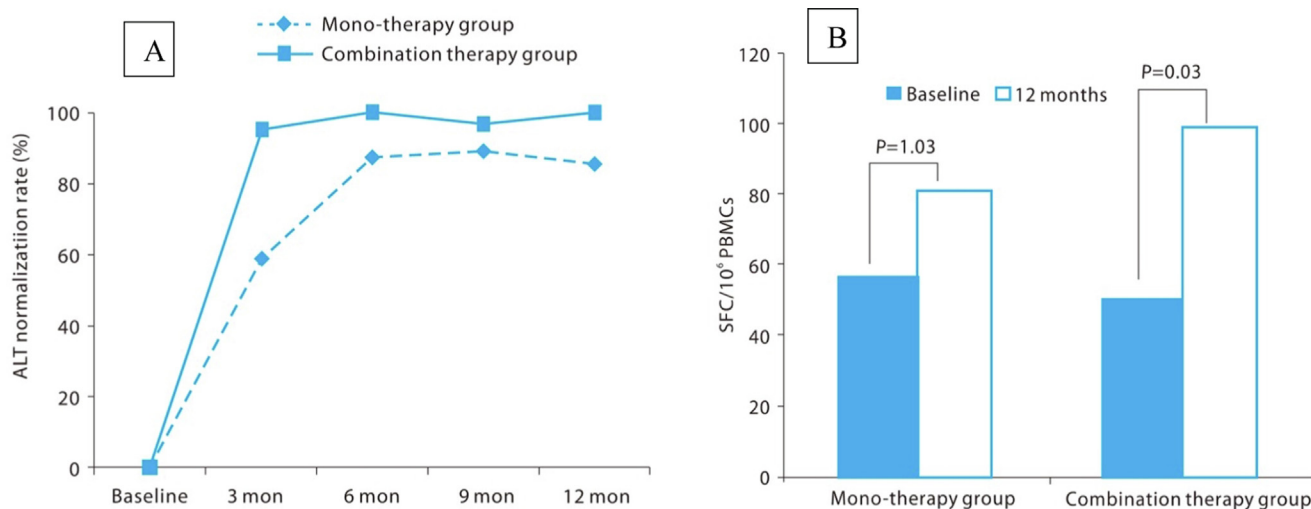 A
Mono-therapy group
Combination therapy group
ALT normalizatiion rate (%)
100
80
60
40
20
0
Baseline 3 mon 6 mon 9 mon 12 mon
B
Baseline 12 months
SFC/10⁶ PBMCs
120
100
80
60
40
20
0
P=1.03
P=0.03
Mono-therapy group Combination therapy group